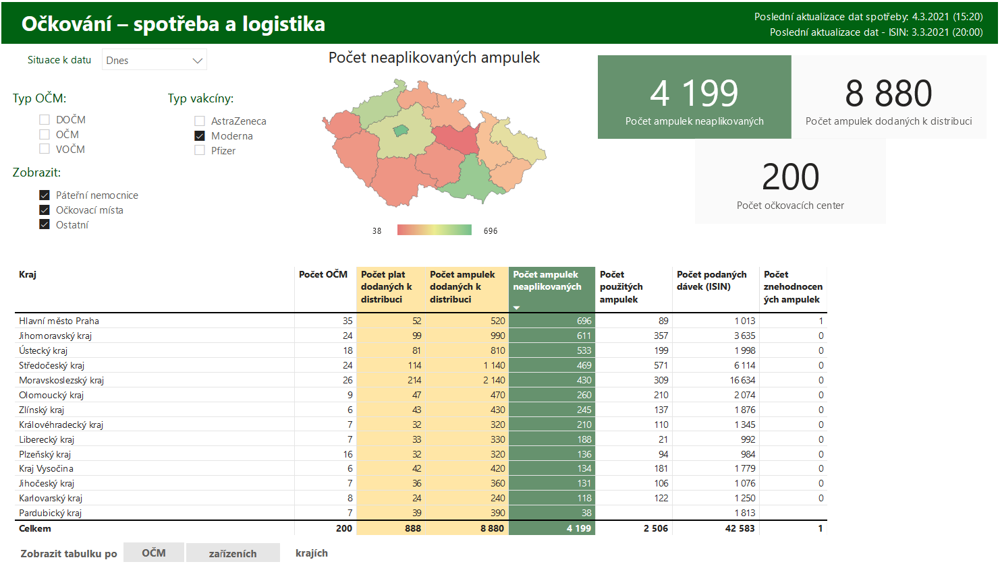 Očkování – spotřeba a logistika
Poslední aktualizace dat spotřeby: 4.3.2021 (15:20)
Poslední aktualizace dat - ISIN: 3.3.2021 (20:00)
Situace k datu
Dnes
Typ OČM:
DOČM
OČM
VOČM
Typ vakcíny:
AstraZeneca
Moderna
Pfizer
Zobrazit:
Páteřní nemocnice
Očkovací místa
Ostatní
Počet neaplikovaných ampulek
38
696
4 199
Počet ampulek neaplikovaných
8 880
Počet ampulek dodaných k distribuci
200
Počet očkovacích center
Kraj
Počet OČM
Počet plat
dodaných k
distribuci
Počet ampulek
dodaných k
distribuci
Počet ampulek
neaplikovaných
Počet
použitých
ampulek
Počet podaných
dávek (ISIN)
Počet
znehodnocen
ých ampulek
Hlavní město Praha 35 52 520 696 89 1 013 1
Jihomoravský kraj 24 99 990 611 357 3 635 0
Ústecký kraj 18 81 810 533 199 1 998 0
Středočeský kraj 24 114 1 140 469 571 6 114 0
Moravskoslezský kraj 26 214 2 140 430 309 16 634 0
Olomoucký kraj 9 47 470 260 210 2 074 0
Zlínský kraj 6 43 430 245 137 1 876 0
Královéhradecký kraj 7 32 320 210 110 1 345 0
Liberecký kraj 7 33 330 188 21 992 0
Plzeňský kraj 16 32 320 136 94 984 0
Kraj Vysočina 6 42 420 134 181 1 779 0
Jihočeský kraj 7 36 360 131 106 1 076 0
Karlovarský kraj 8 24 240 118 122 1 250 0
Pardubický kraj 7 39 390 38 1 813
Celkem 200 888 8 880 4 199 2 506 42 583 1
Zobrazit tabulku po OČM zařízeních krajích